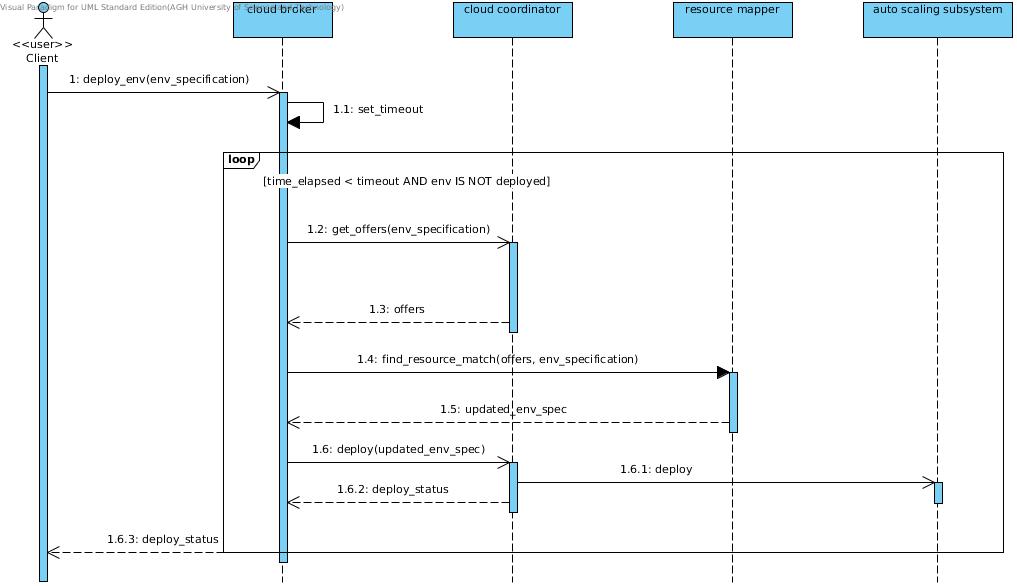 Visual Paradigm for UML Standard Edition(AGH University of Science and Technology)
cloud broker
cloud coordinator
resource mapper
auto scaling subsystem
<<user>>
Client
1: deploy_env(env_specification)
1.1: set_timeout
loop
[time_elapsed < timeout AND env IS NOT deployed]
1.2: get_offers(env_specification)
1.3: offers
1.4: find_resource_match(offers, env_specification)
1.5: updated_env_spec
1.6: deploy(updated_env_spec)
1.6.1: deploy
1.6.2: deploy_status
1.6.3: deploy_status